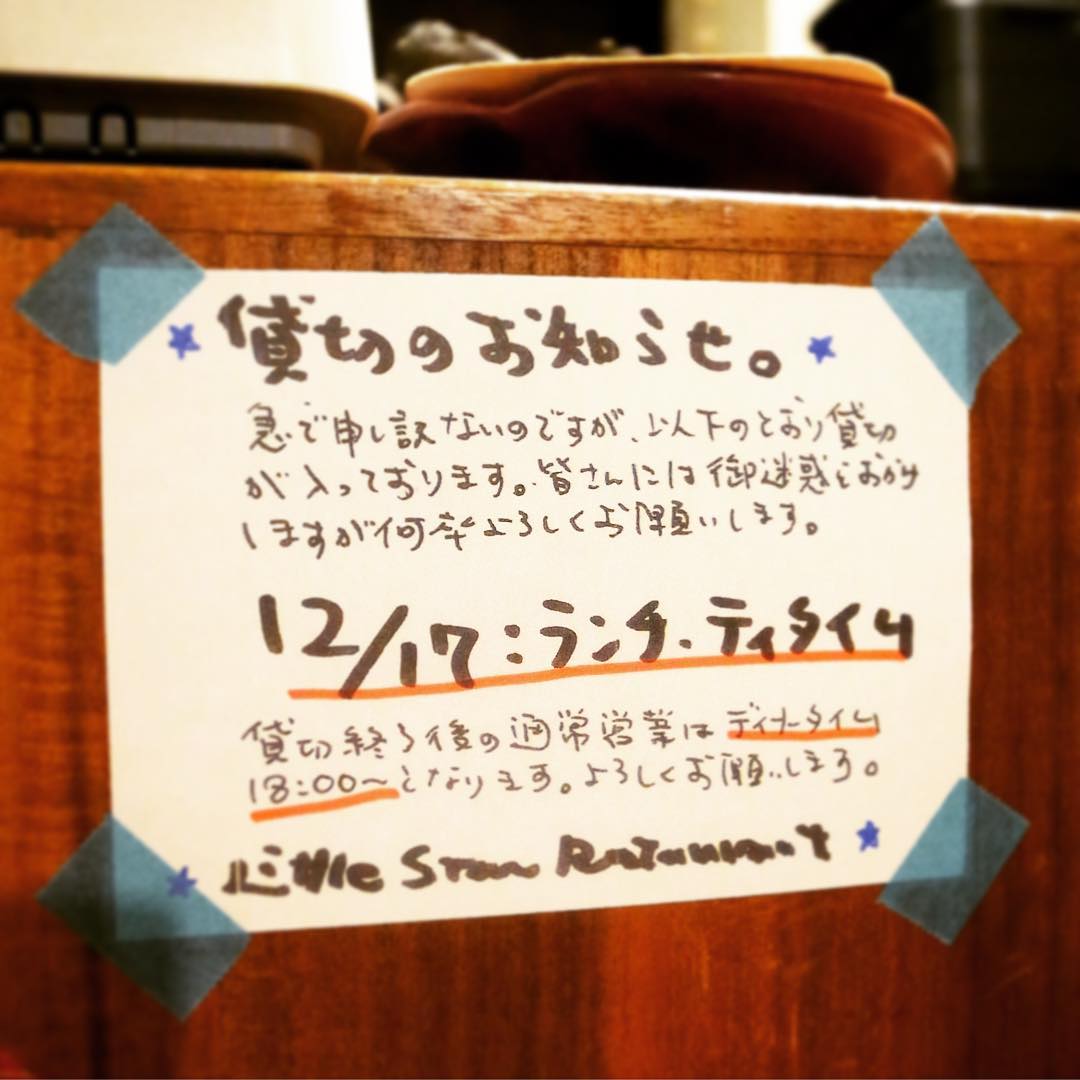 貸切のお知らせ。
急で申し訳ないのですが、以下のとおり貸切
が入っております。皆さんには御迷惑をおかけ
しますが何卒よろしくお願いします。
12/17:ランチ、ティタイム
貸切終了後の通常営業はディナータイム
18:00〜となります。よろしくお願いします。
Little Star Restaurant